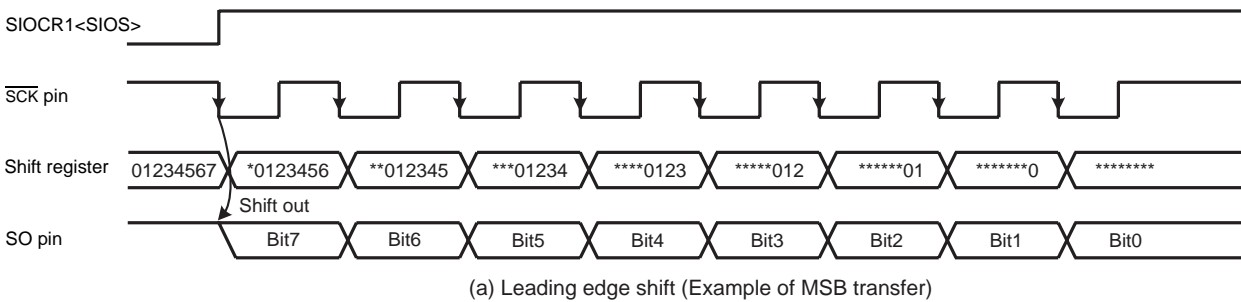 SIOCR1<SIOS>
SCK pin
Shift register 01234567 *0123456 **012345 ***01234 ****0123 *****012 ******01 *******0 ********
Shift out
SO pin Bit7 Bit6 Bit5 Bit4 Bit3 Bit2 Bit1 Bit0
(a) Leading edge shift (Example of MSB transfer)